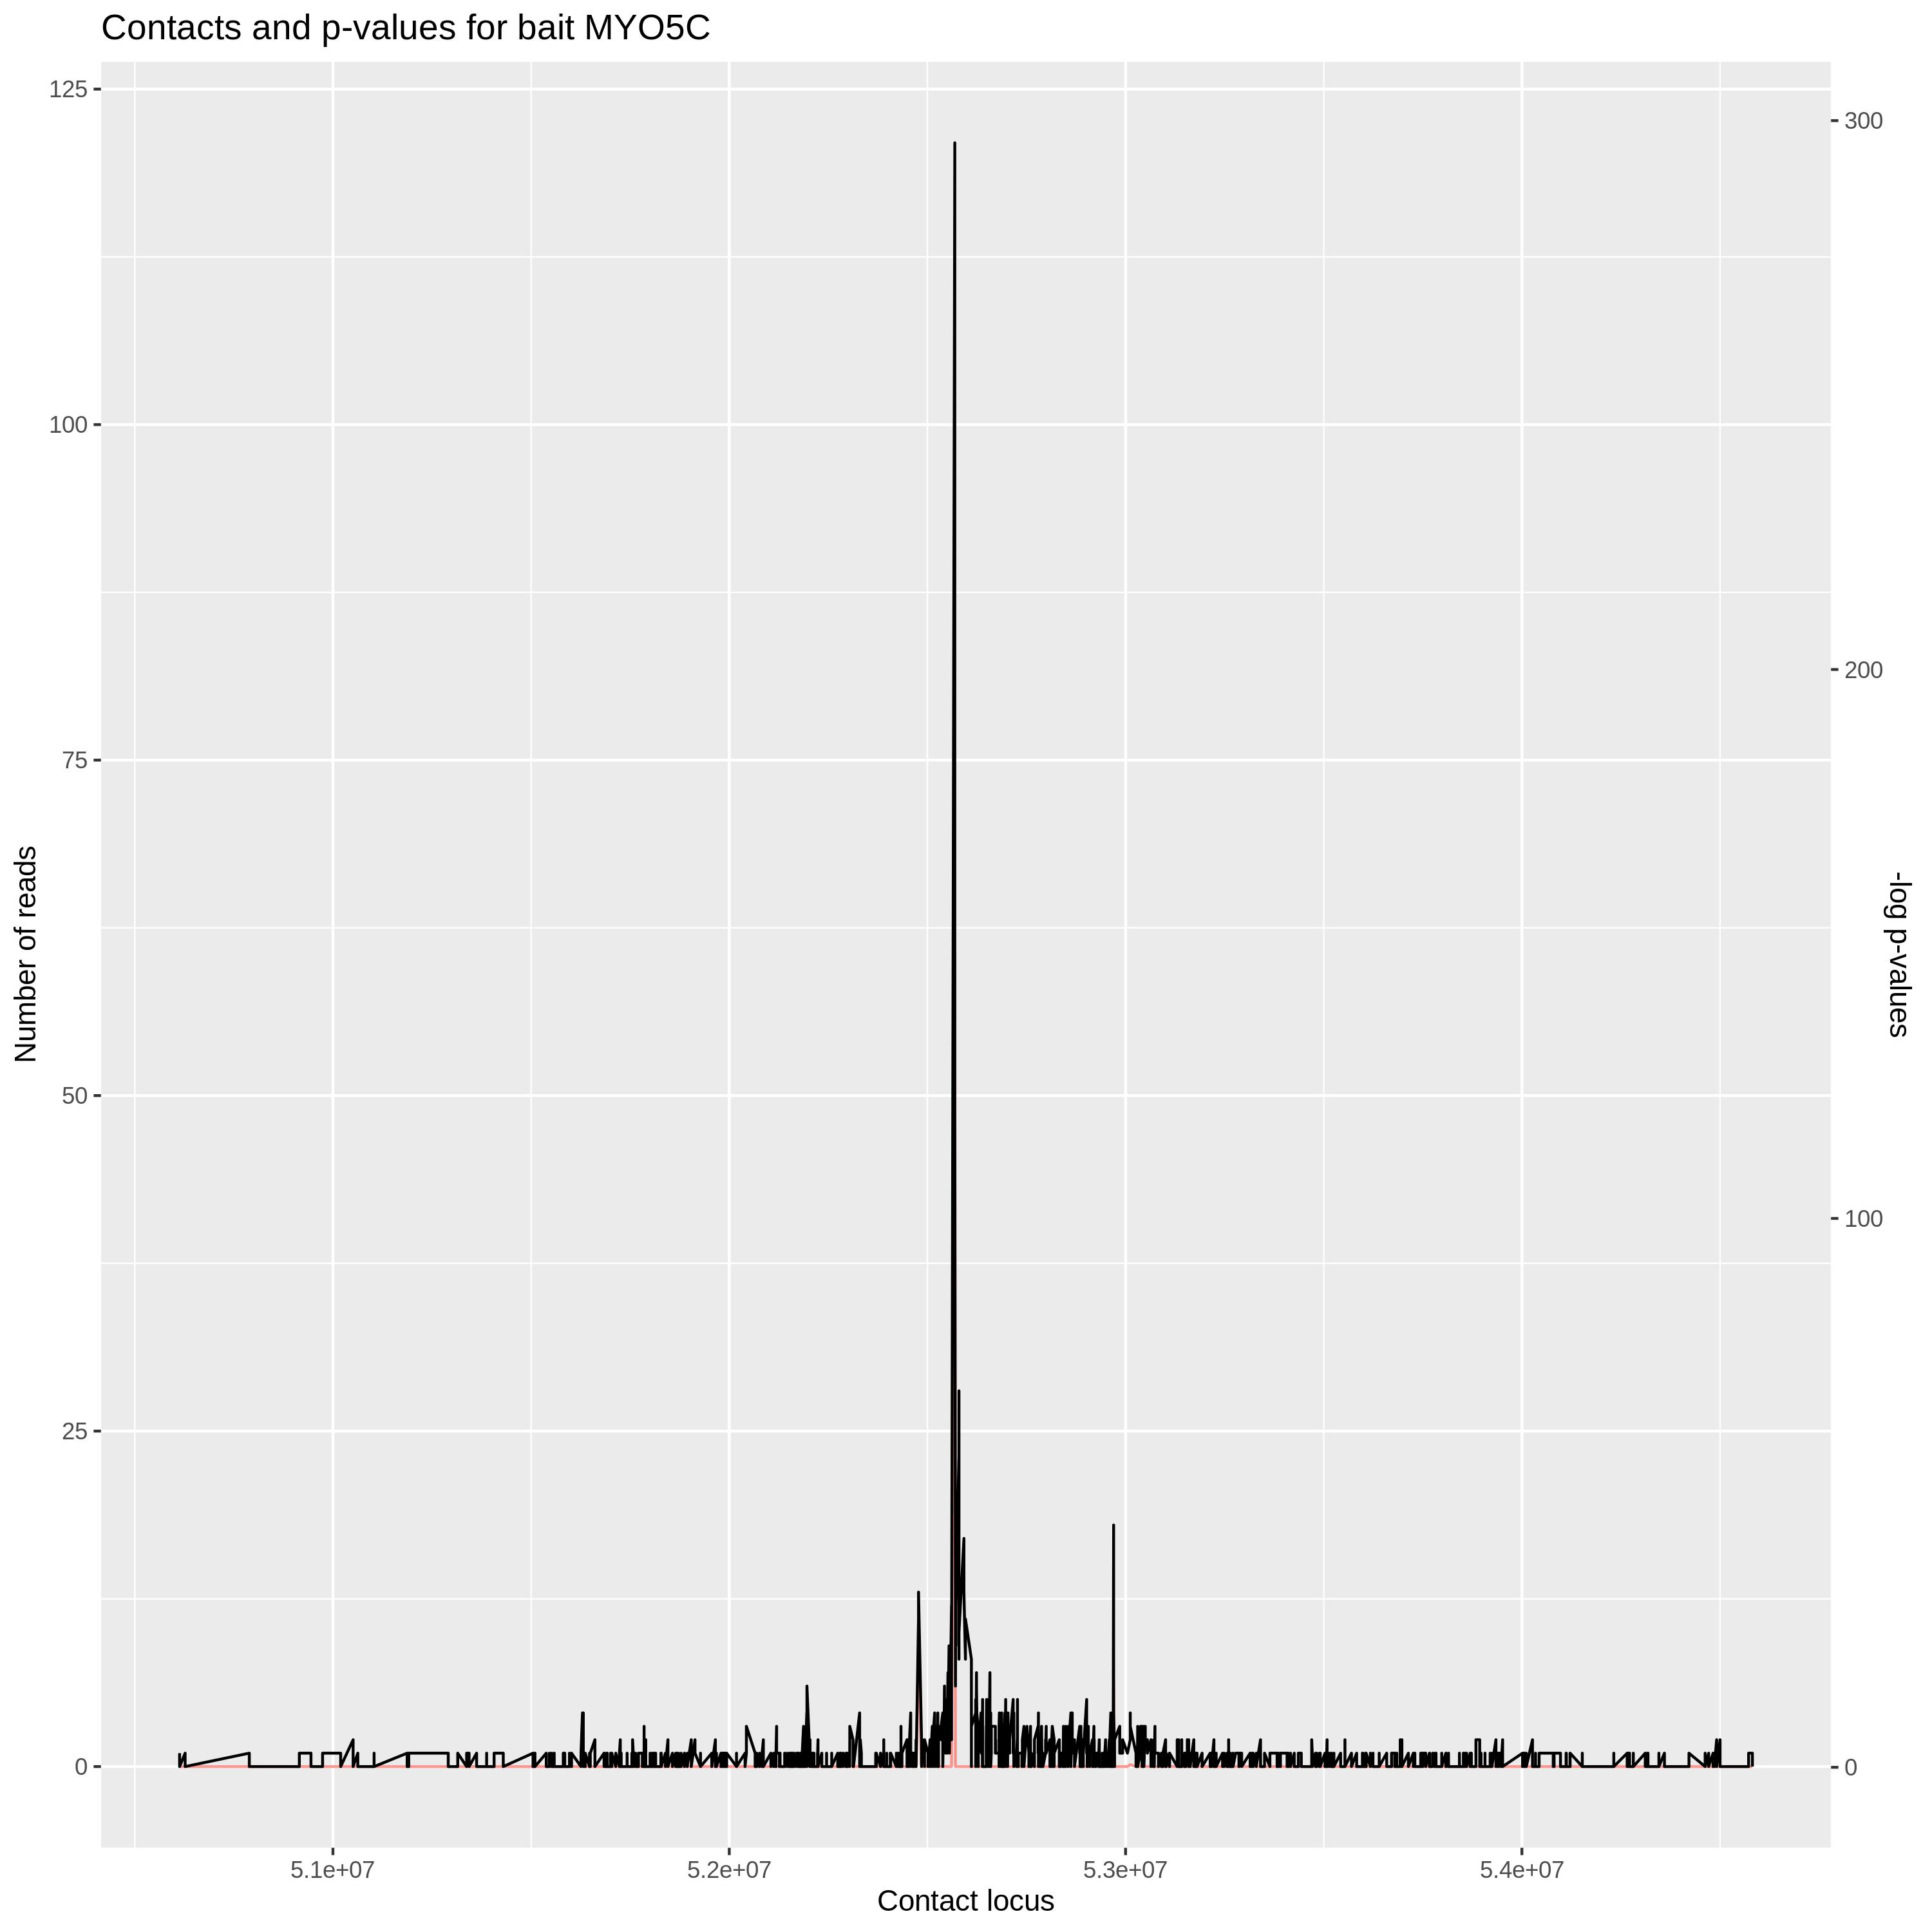 Contacts and p-values for bait MYO5C
125
100
75
50
25
0
Number of reads
300
200
100
0
-log p-values
5.1e+07
5.2e+07
5.3e+07
5.4e+07
Contact locus